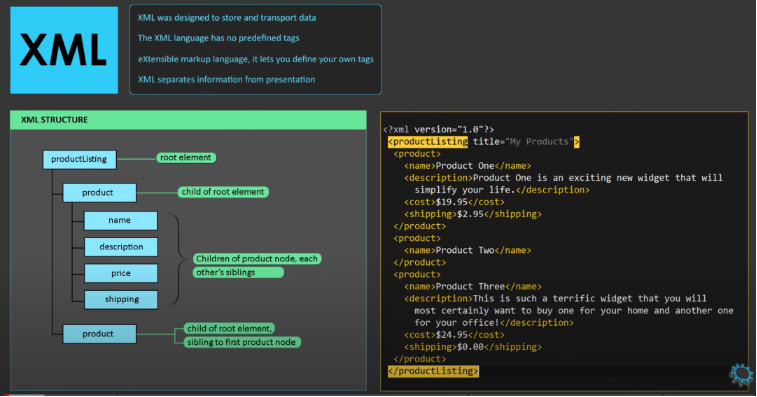 XML
XML was designed to store and transport data
The XML language has no predefined tags
eXtensible markup language, it lets you define your own tags
XML separates information from presentation
XML STRUCTURE
productListing
root element
product
child of root element
name
description
price
shipping
Children of product node, each
other's siblings
product
child of root element,
sibling to first product node
<?xml version="1.0"?>
<productListing title="My Products">
<product>
<name>Product One</name>
<description>Product One is an exciting new widget that will
simplify your life.</description>
<cost>$19.95</cost>
<shipping>$2.95</shipping>
</product>
<product>
<name>Product Two</name>
</product>
<product>
<name>Product Three</name>
<description>This is such a terrific widget that you will
most certainly want to buy one for your home and another one
for your office!</description>
<cost>$24.95</cost>
<shipping>$0.00</shipping>
</product>
</productListing>